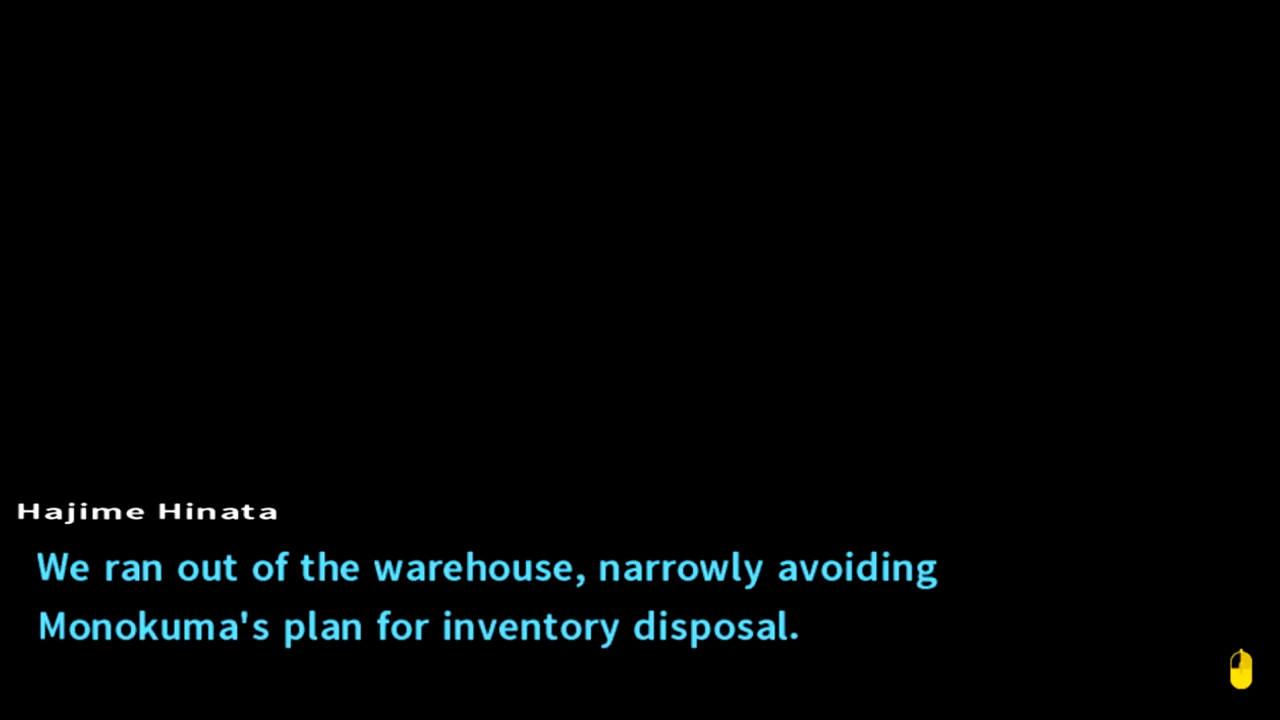 Hajime Hinata
We ran out of the warehouse, narrowly avoiding
Monokuma's plan for inventory disposal.